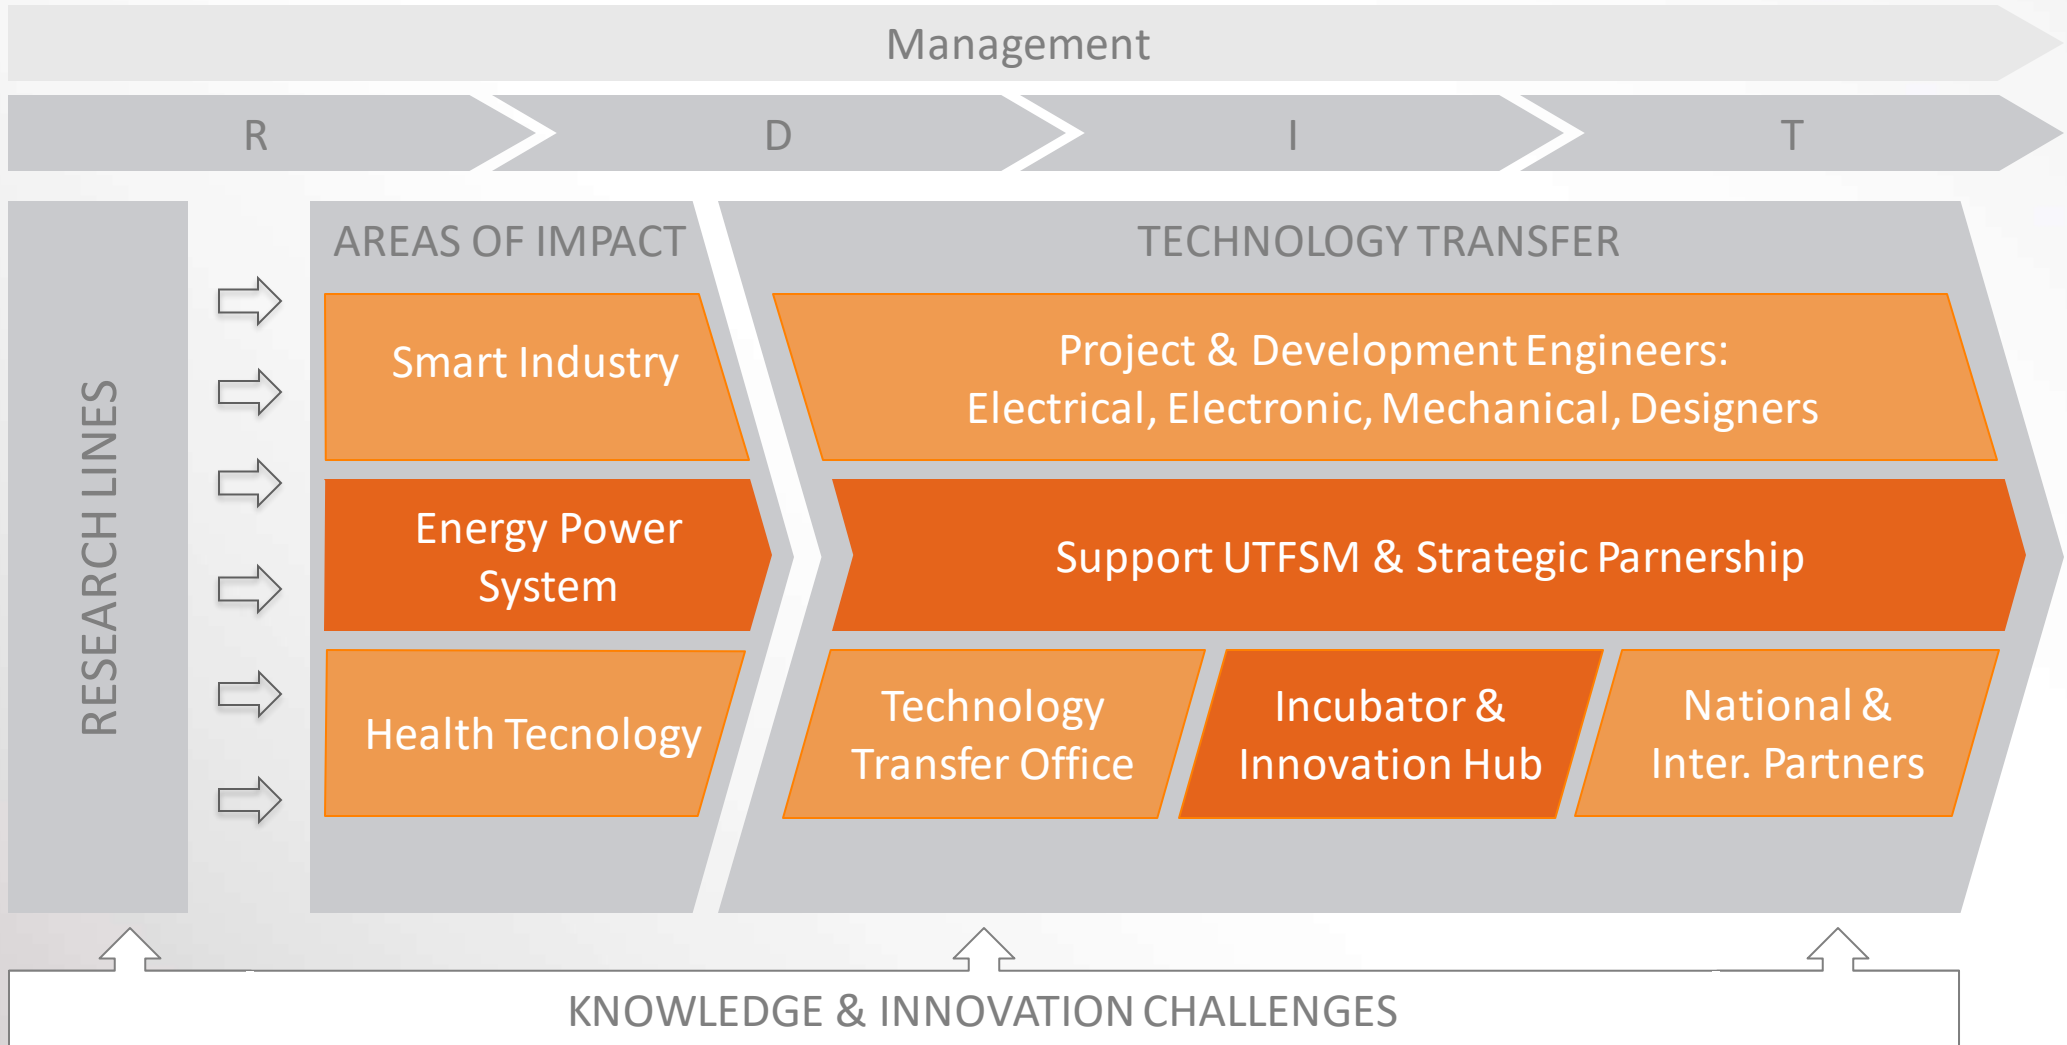 Management
R
D
I
T
RESEARCH LINES
AREAS OF IMPACT
Smart Industry
Energy Power
System
Health Tecnology
TECHNOLOGY TRANSFER
Project & Development Engineers:
Electrical, Electronic, Mechanical, Designers
Support UTFSM & Strategic Parnership
Technology
Transfer Office
Incubator &
Innovation Hub
National &
Inter. Partners
KNOWLEDGE & INNOVATION CHALLENGES